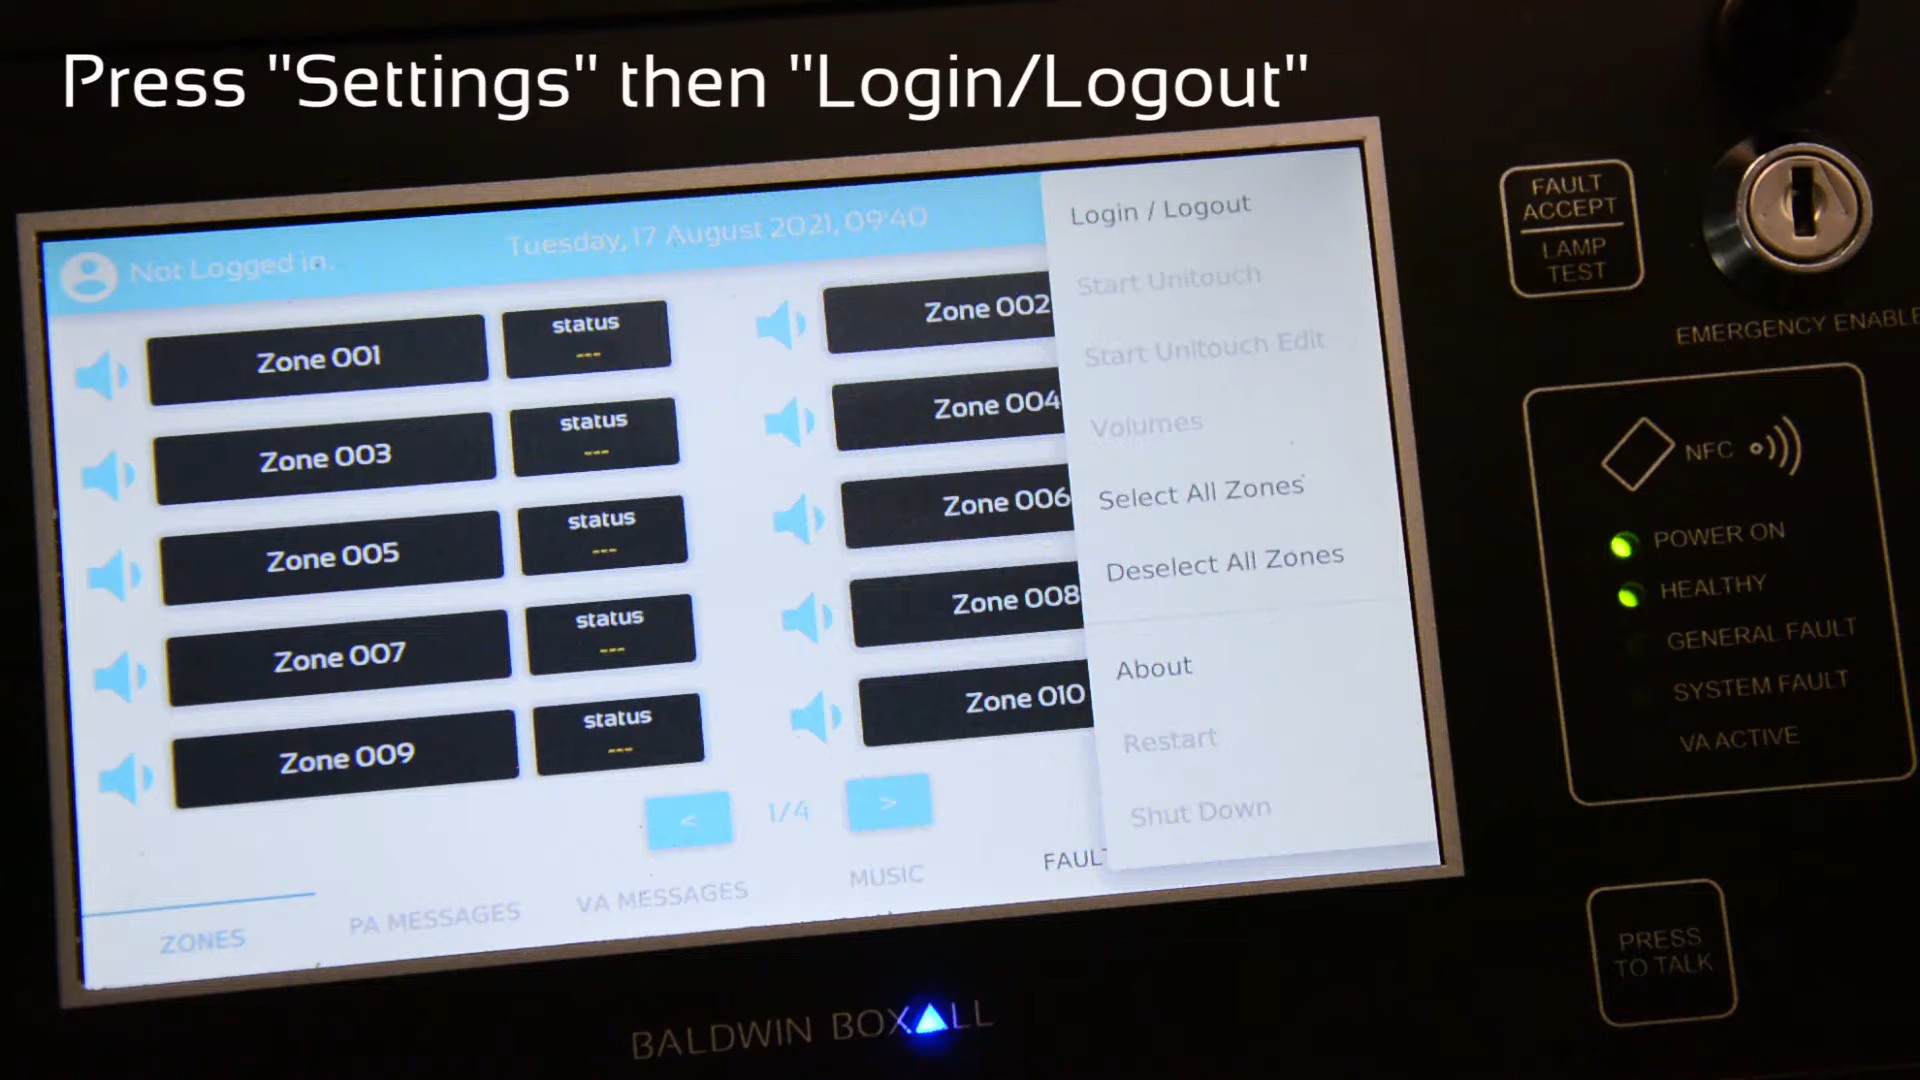 Press "Settings" then "Login/Logout"
Not Logged in.
Tuesday, 17 August 2021, 09:40
Zone 001
status
---
Zone 002
Zone 003
status
---
Zone 004
Zone 005
status
---
Zone 006
Zone 007
status
---
Zone 008
Zone 009
status
---
Zone 010
<
1/4
>
ZONES
PA MESSAGES
VA MESSAGES
MUSIC
FAULT
Login / Logout
Start Unitouch
Start Unitouch Edit
Volumes
Select All Zones
Deselect All Zones
About
Restart
Shut Down
FAULT
ACCEPT
LAMP
TEST
EMERGENCY ENABLE
NFC
POWER ON
HEALTHY
GENERAL FAULT
SYSTEM FAULT
VA ACTIVE
PRESS
TO TALK
BALDWIN BOXALL